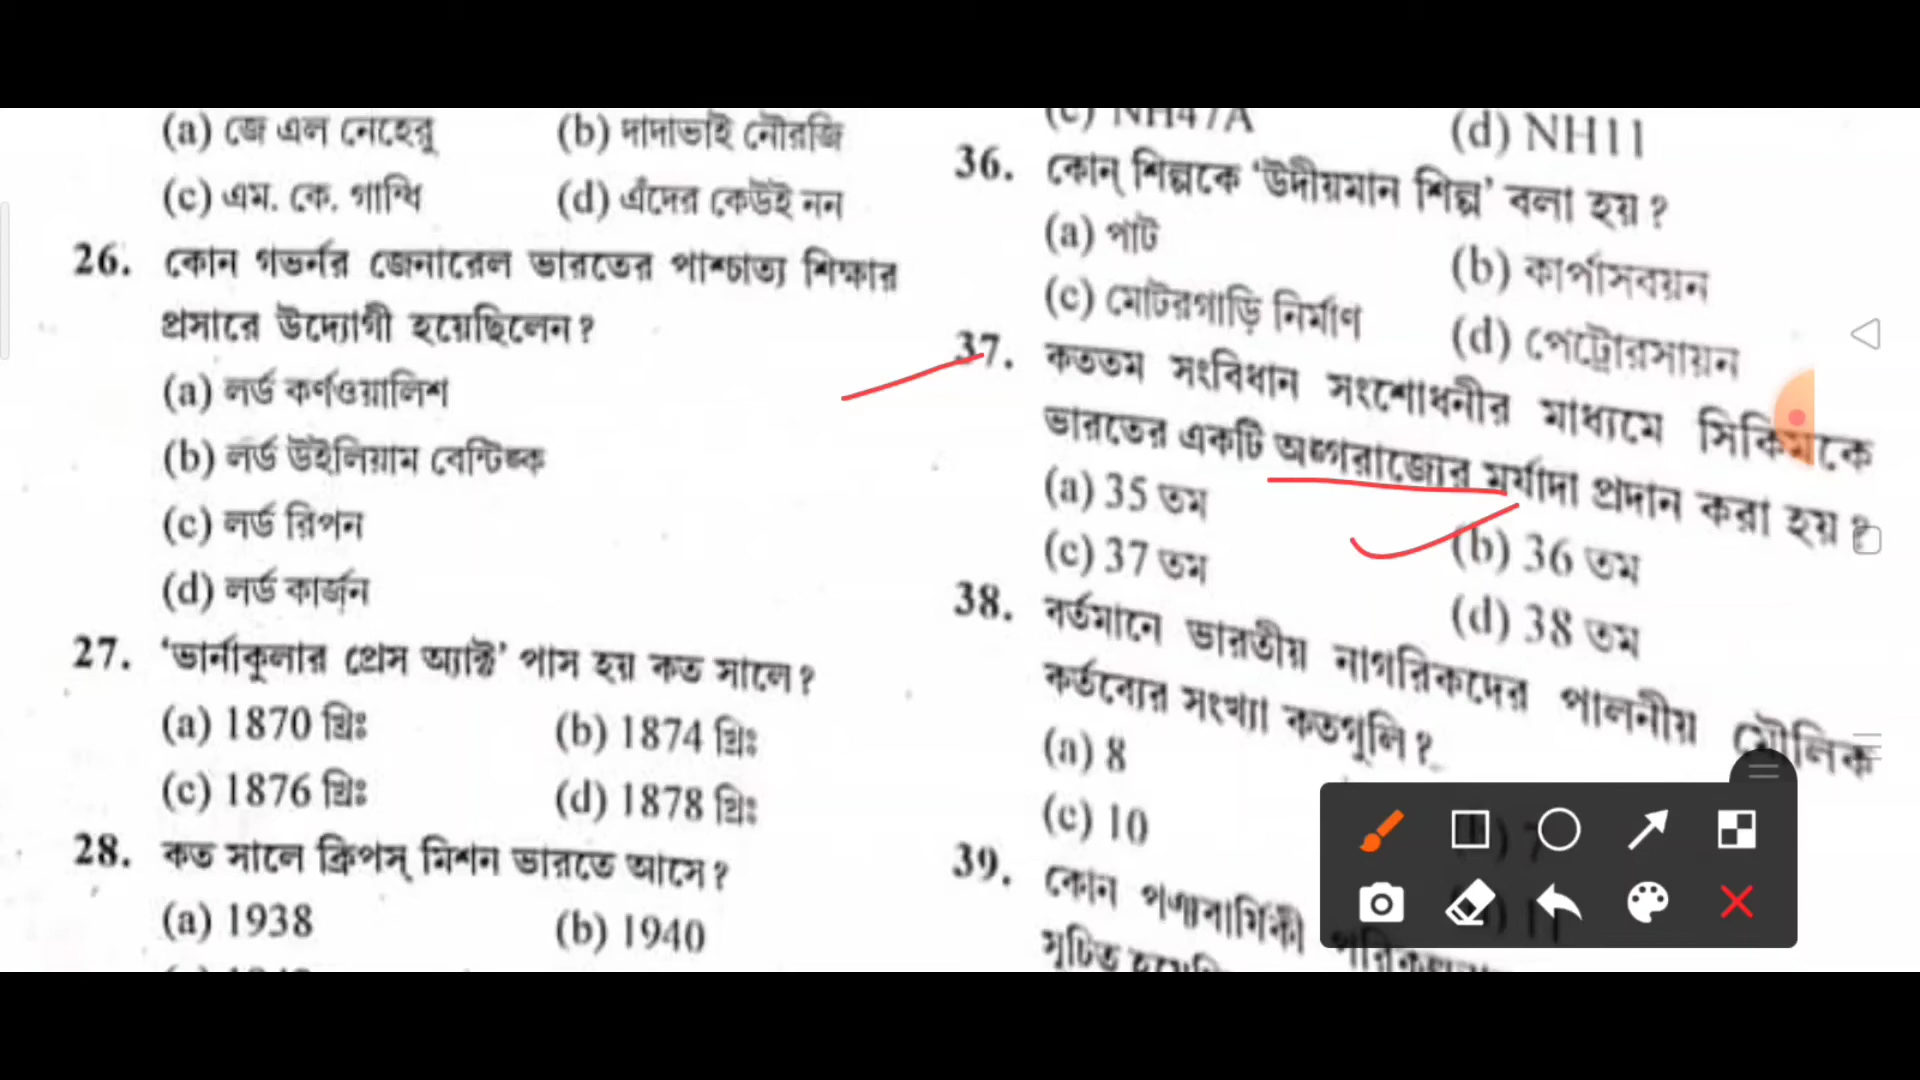 (a) জে এল নেহেরু (b) দাদাভাই নৌরজি
(c) এম. কে. গান্ধি (d) এঁদের কেউই নন
26. কোন গভর্নর জেনারেল ভারতের পাশ্চাত্য শিক্ষার
প্রসারে উদ্যোগী হয়েছিলেন?
(a) লর্ড কর্ণওয়ালিশ
(b) লর্ড উইলিয়াম বেন্টিঙ্ক
(c) লর্ড রিপন
(d) লর্ড কার্জন
27. ‘ভার্নাকুলার প্রেস অ্যাক্ট’ পাস হয় কত সালে?
(a) 1870 খ্রিঃ (b) 1874 খ্রিঃ
(c) 1876 খ্রিঃ (d) 1878 খ্রিঃ
28. কত সালে ক্রিপস্ মিশন ভারতে আসে?
(a) 1938 (b) 1940
(c) NH47A (d) NH11
36. কোন্ শিল্পকে ‘উদীয়মান শিল্প’ বলা হয়?
(a) পাট (b) কার্পাসবয়ন
(c) মোটরগাড়ি নির্মাণ (d) পেট্রোরসায়ন
37. কততম সংবিধান সংশোধনীর মাধ্যমে সিকিমকে
ভারতের একটি অঙ্গরাজ্যের মর্যাদা প্রদান করা হয়?
(a) 35 তম (b) 36 তম
(c) 37 তম (d) 38 তম
38. বর্তমানে ভারতীয় নাগরিকদের পালনীয় মৌলিক
কর্তব্যের সংখ্যা কতগুলি?
(a) 8
(c) 10 11
39. কোন পঞ্চবার্ষিকী
সূচিত